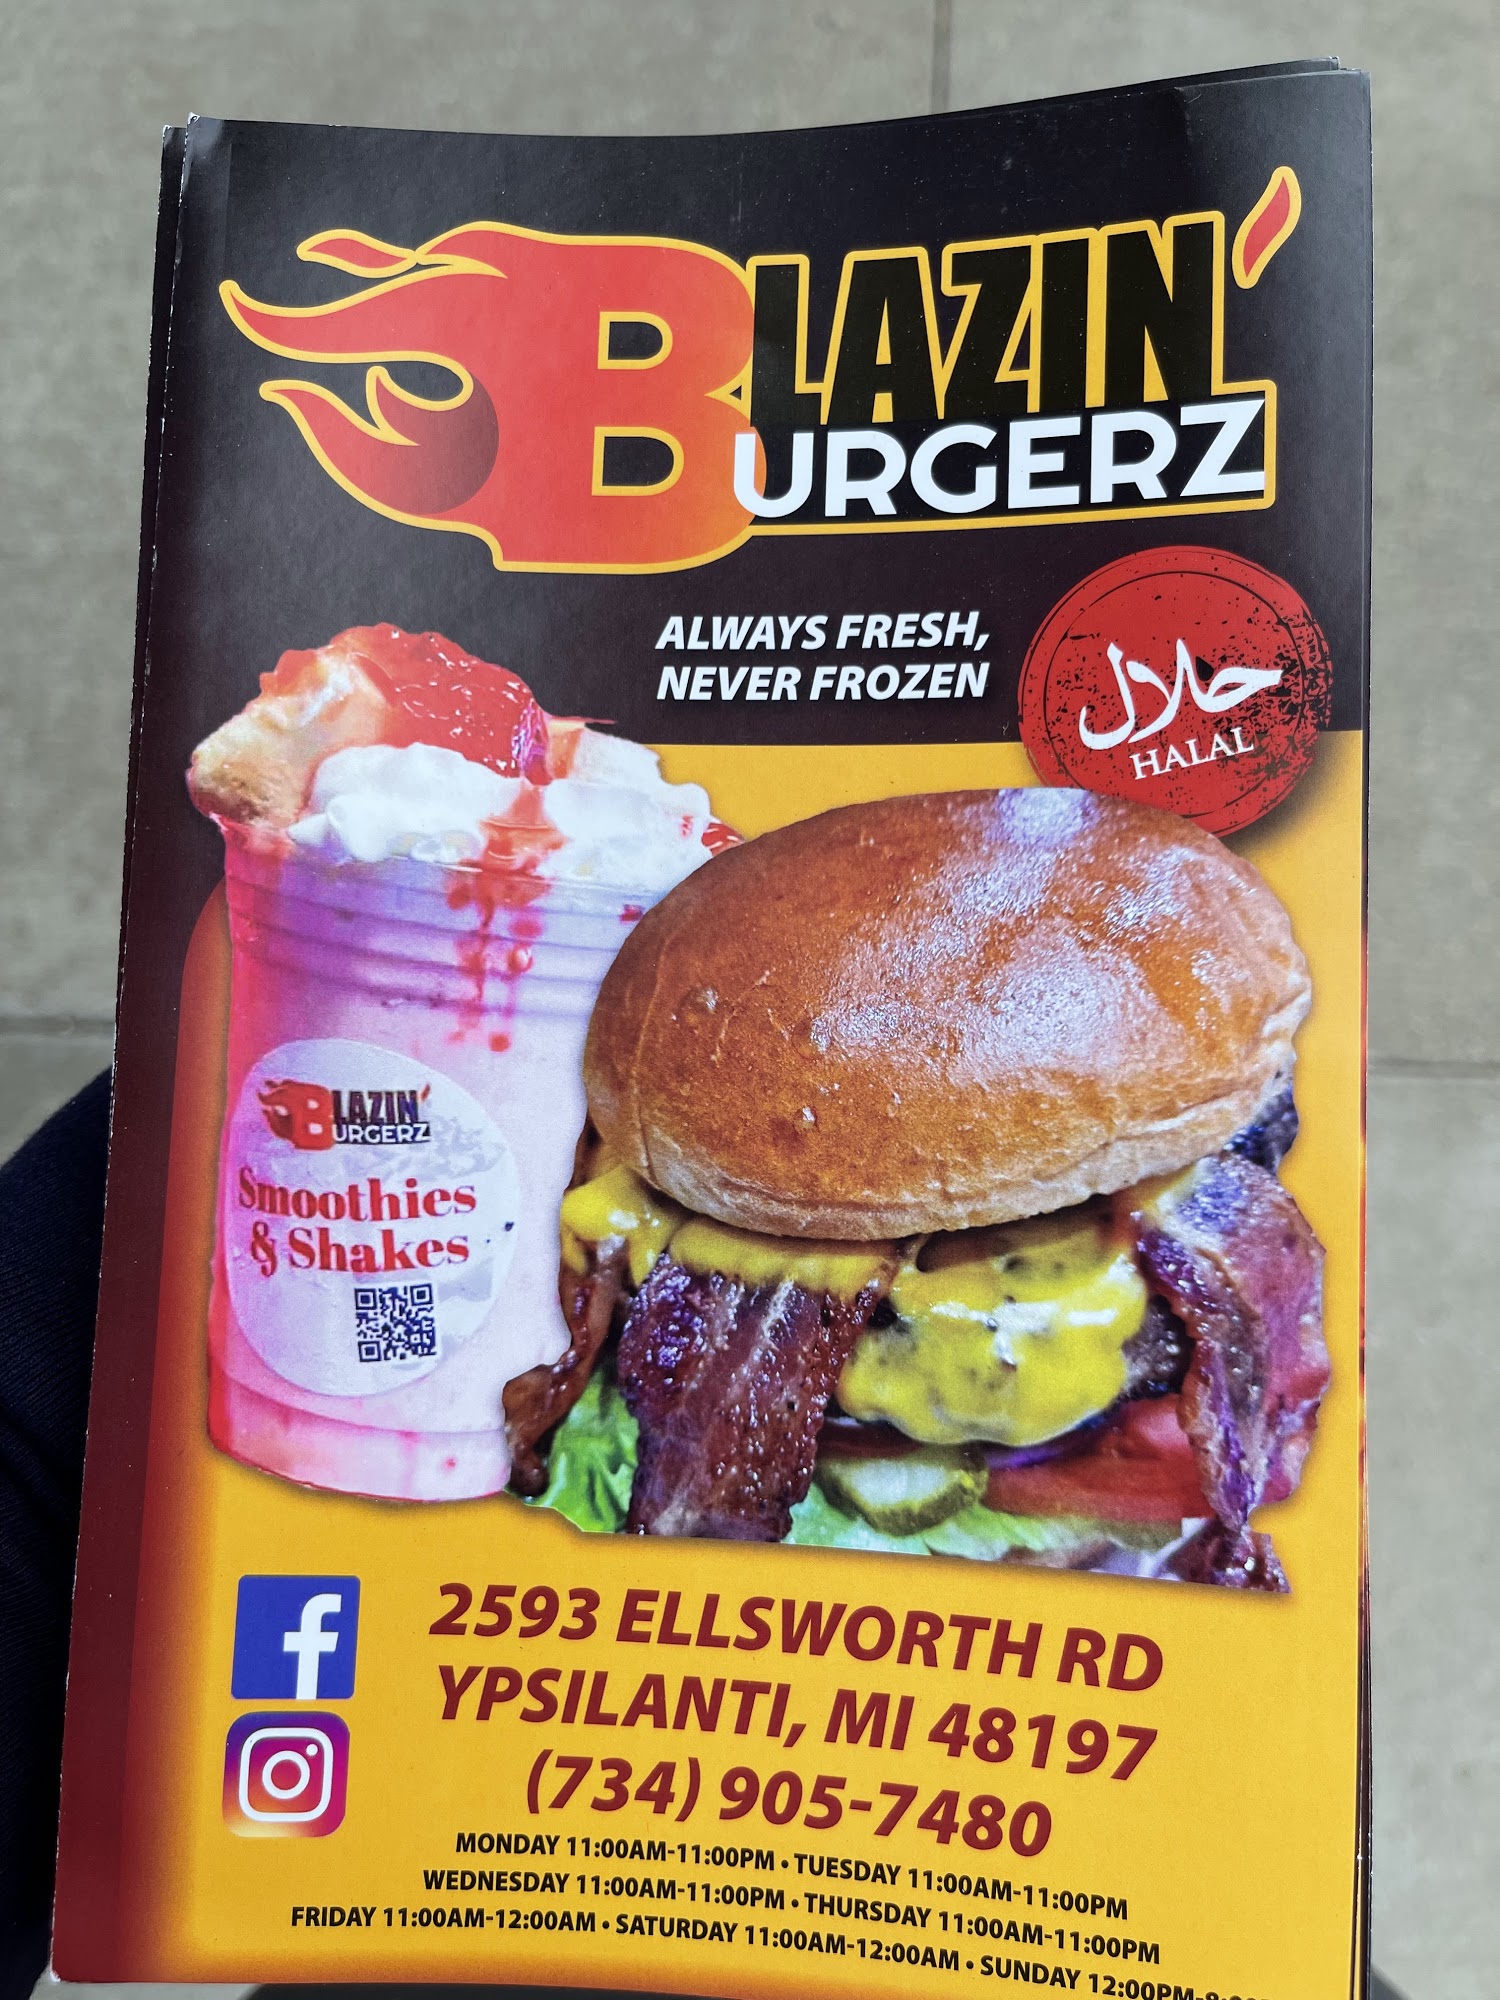 BLAZIN'
BURGERZ
ALWAYS FRESH,
NEVER FROZEN
حلال
HALAL
BLAZIN'
BURGERZ
Smoothies
& Shakes
2593 ELLSWORTH RD
YPSILANTI, MI 48197
(734) 905-7480
MONDAY 11:00AM-11:00PM • TUESDAY 11:00AM-11:00PM
WEDNESDAY 11:00AM-11:00PM • THURSDAY 11:00AM-11:00PM
FRIDAY 11:00AM-12:00AM • SATURDAY 11:00AM-12:00AM • SUNDAY